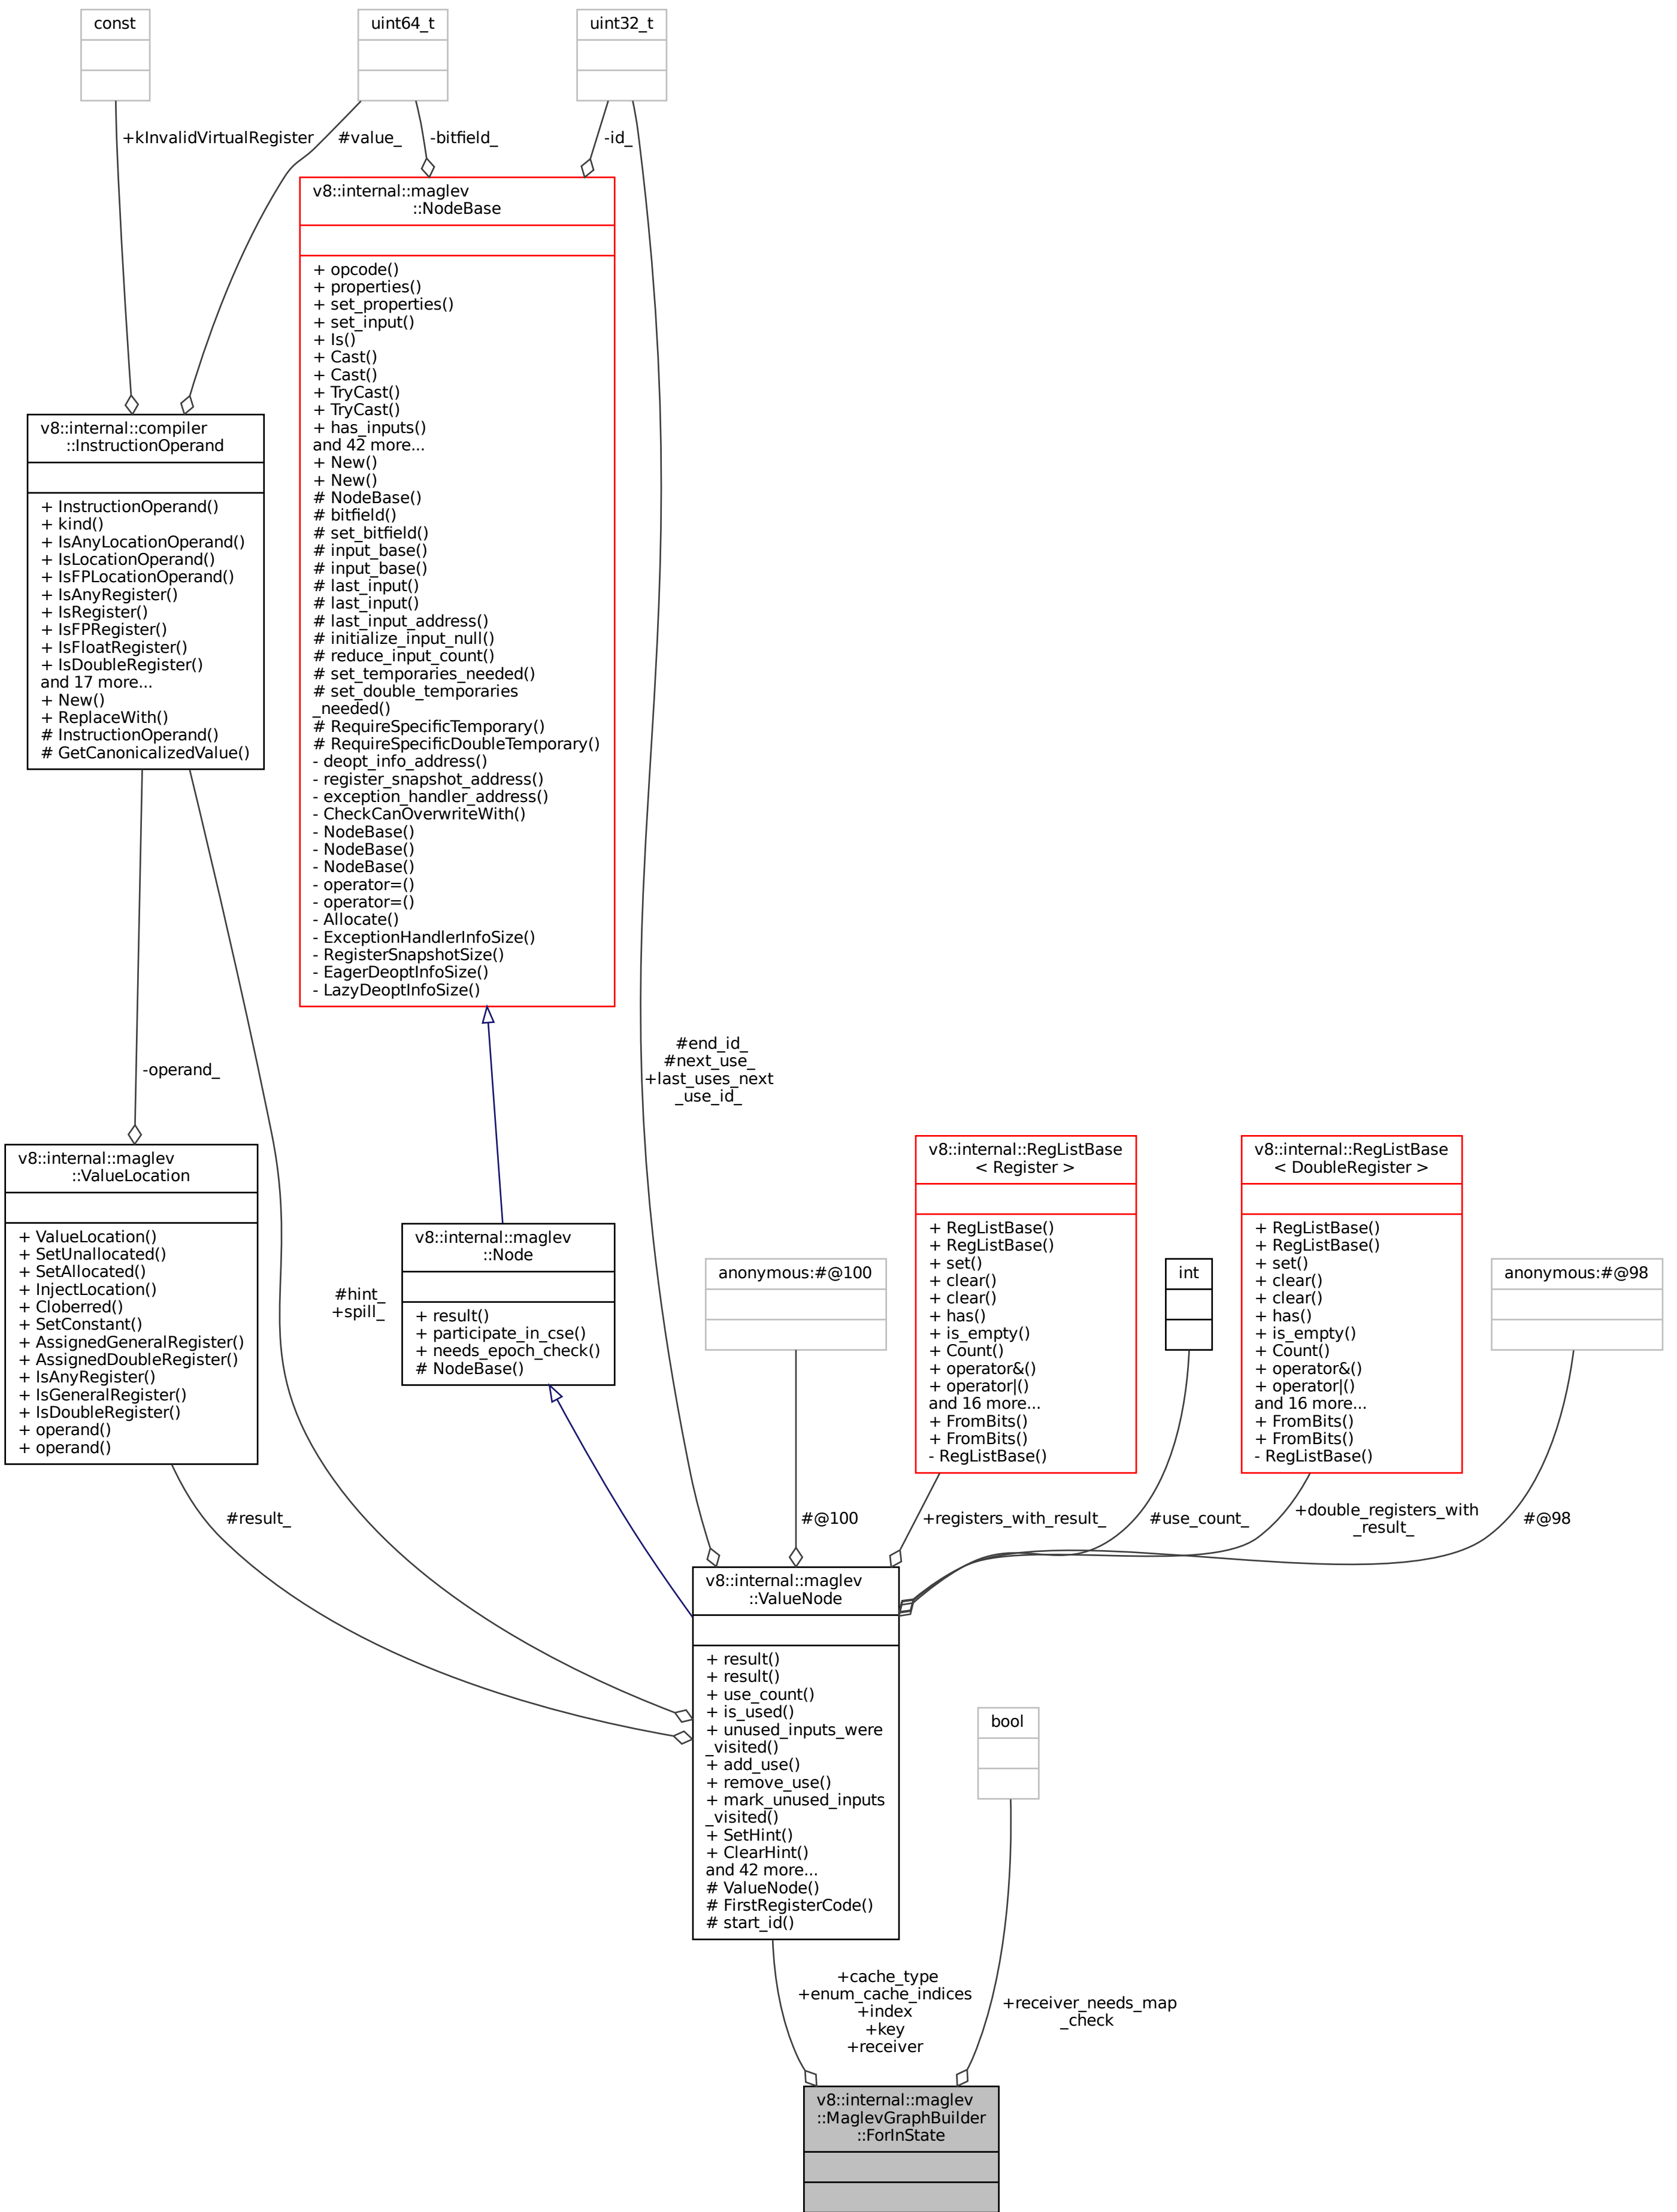 const
uint64_t
uint32_t
+kInvalidVirtualRegister
#value_
-bitfield_
-id_
v8::internal::maglev
::NodeBase
+ opcode()
+ properties()
+ set_properties()
+ set_input()
+ Is()
+ Cast()
+ Cast()
+ TryCast()
+ TryCast()
+ has_inputs()
and 42 more...
+ New()
+ New()
# NodeBase()
# bitfield()
# set_bitfield()
# input_base()
# input_base()
# last_input()
# last_input()
# last_input_address()
# initialize_input_null()
# reduce_input_count()
# set_temporaries_needed()
# set_double_temporaries
_needed()
# RequireSpecificTemporary()
# RequireSpecificDoubleTemporary()
- deopt_info_address()
- register_snapshot_address()
- exception_handler_address()
- CheckCanOverwriteWith()
- NodeBase()
- NodeBase()
- NodeBase()
- operator=()
- operator=()
- Allocate()
- ExceptionHandlerInfoSize()
- RegisterSnapshotSize()
- EagerDeoptInfoSize()
- LazyDeoptInfoSize()
v8::internal::compiler
::InstructionOperand
+ InstructionOperand()
+ kind()
+ IsAnyLocationOperand()
+ IsLocationOperand()
+ IsFPLocationOperand()
+ IsAnyRegister()
+ IsRegister()
+ IsFPRegister()
+ IsFloatRegister()
+ IsDoubleRegister()
and 17 more...
+ New()
+ ReplaceWith()
# InstructionOperand()
# GetCanonicalizedValue()
-operand_
#end_id_
#next_use_
+last_uses_next
_use_id_
v8::internal::maglev
::ValueLocation
+ ValueLocation()
+ SetUnallocated()
+ SetAllocated()
+ InjectLocation()
+ Cloberred()
+ SetConstant()
+ AssignedGeneralRegister()
+ AssignedDoubleRegister()
+ IsAnyRegister()
+ IsGeneralRegister()
+ IsDoubleRegister()
+ operand()
+ operand()
#hint_
+spill_
v8::internal::maglev
::Node
+ result()
+ participate_in_cse()
+ needs_epoch_check()
# NodeBase()
anonymous:#@100
v8::internal::RegListBase
< Register >
+ RegListBase()
+ RegListBase()
+ set()
+ clear()
+ clear()
+ has()
+ is_empty()
+ Count()
+ operator&()
+ operator|()
and 16 more...
+ FromBits()
+ FromBits()
- RegListBase()
int
v8::internal::RegListBase
< DoubleRegister >
+ RegListBase()
+ RegListBase()
+ set()
+ clear()
+ clear()
+ has()
+ is_empty()
+ Count()
+ operator&()
+ operator|()
and 16 more...
+ FromBits()
+ FromBits()
- RegListBase()
anonymous:#@98
#result_
#@100
+registers_with_result_
#use_count_
+double_registers_with
_result_
#@98
v8::internal::maglev
::ValueNode
+ result()
+ result()
+ use_count()
+ is_used()
+ unused_inputs_were
_visited()
+ add_use()
+ remove_use()
+ mark_unused_inputs
_visited()
+ SetHint()
+ ClearHint()
and 42 more...
# ValueNode()
# FirstRegisterCode()
# start_id()
bool
+cache_type
+enum_cache_indices
+index
+key
+receiver
+receiver_needs_map
_check
v8::internal::maglev
::MaglevGraphBuilder
::ForInState